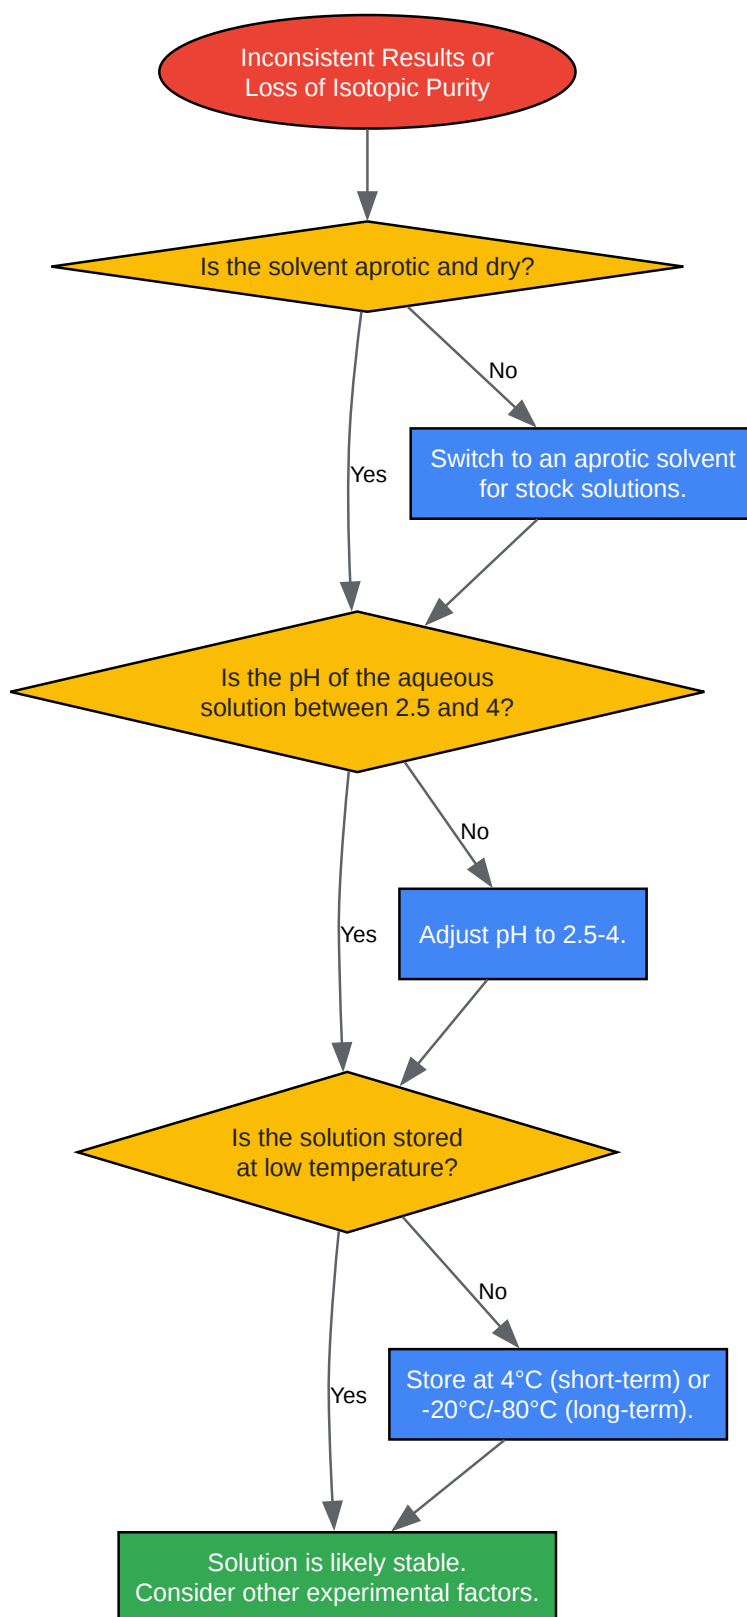 Inconsistent Results or
Loss of Isotopic Purity
Is the solvent aprotic and dry?
No
Switch to an aprotic solvent
for stock solutions.
Yes
Is the pH of the aqueous
solution between 2.5 and 4?
No
Adjust pH to 2.5-4.
Yes
Is the solution stored
at low temperature?
No
Store at 4°C (short-term) or
-20°C/-80°C (long-term).
Yes
Solution is likely stable.
Consider other experimental factors.